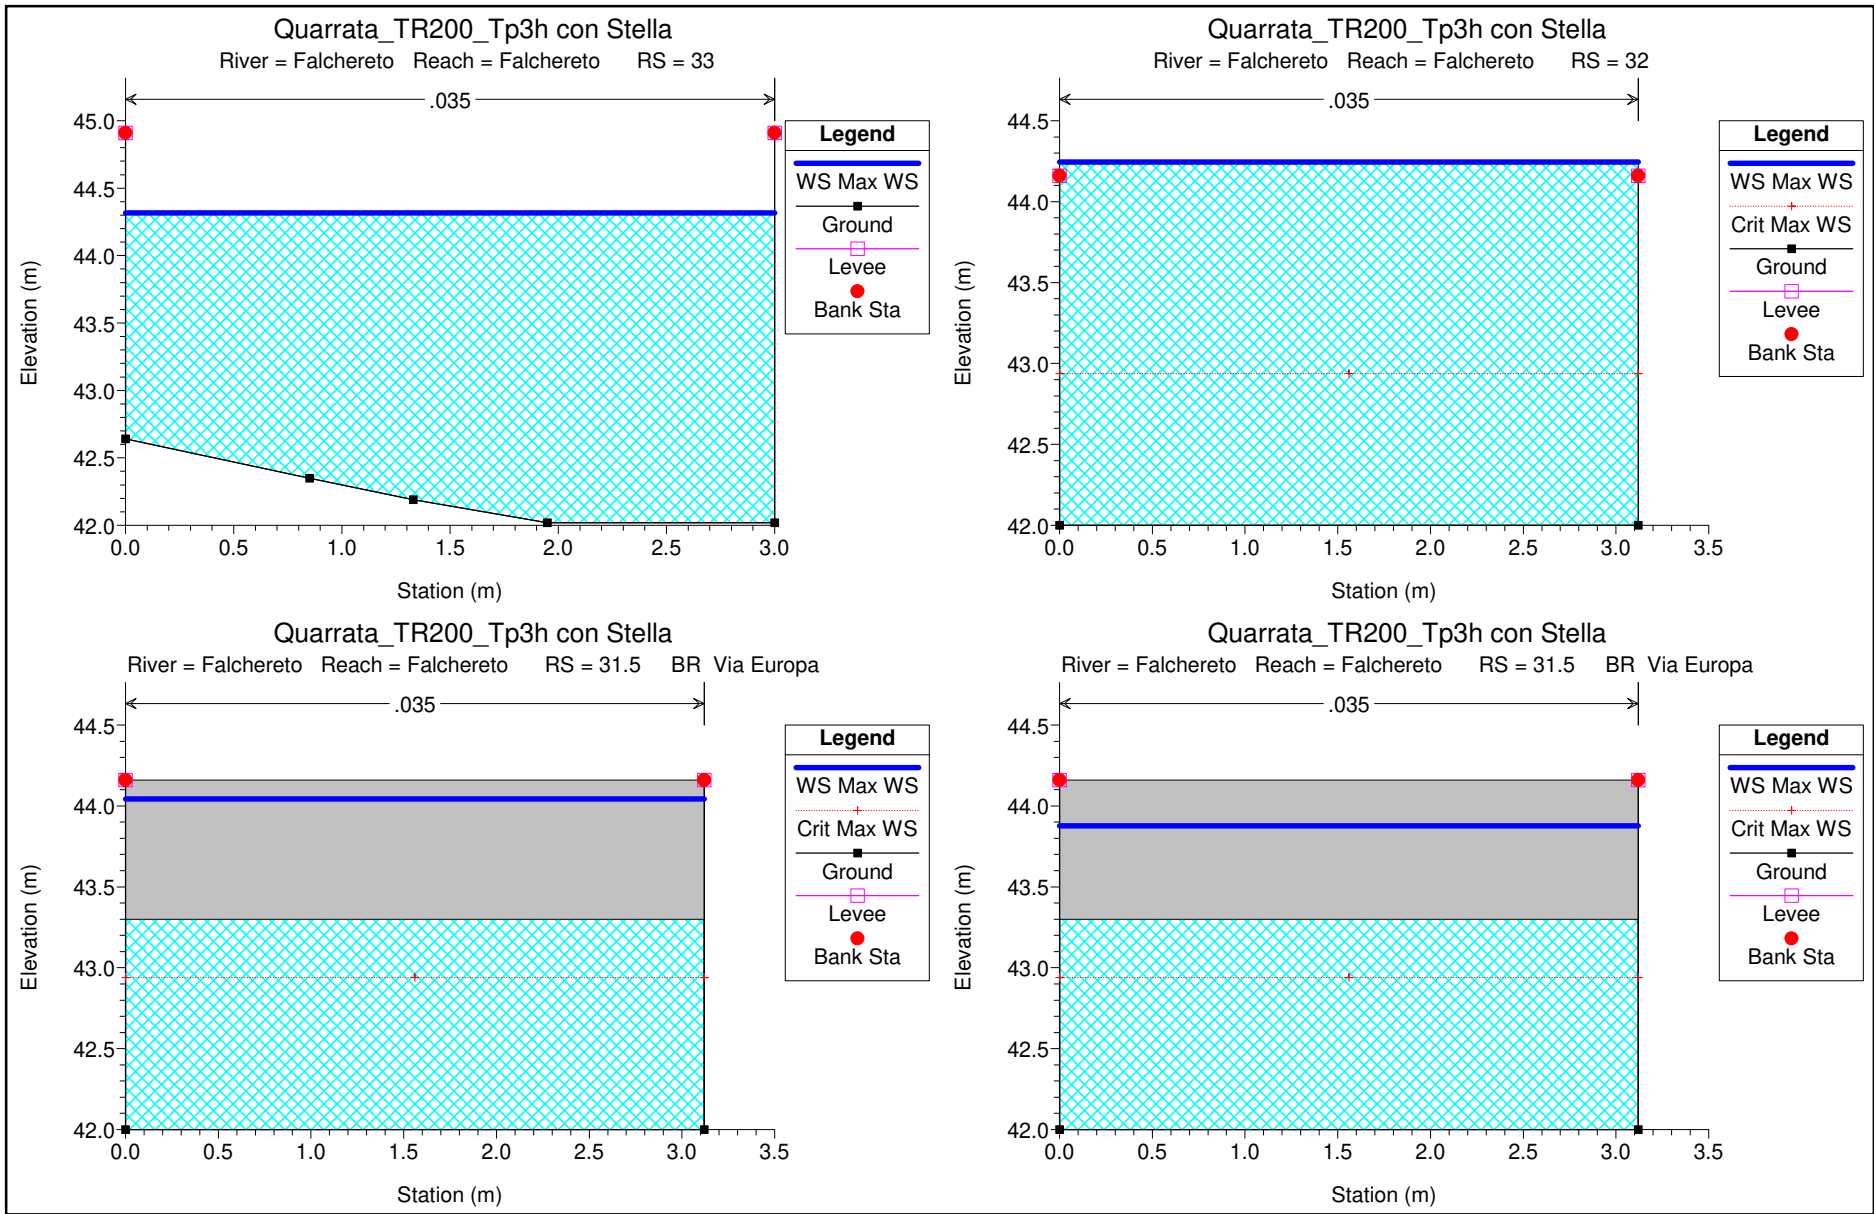 Quarrata_TR200_Tp3h con Stella
River = Falchereto Reach = Falchereto RS = 33
.035
45.0
44.5
44.0
43.5
43.0
42.5
42.0
Elevation (m)
0.0 0.5 1.0 1.5 2.0 2.5 3.0
Station (m)
Legend
WS Max WS
Ground
Levee
Bank Sta
Quarrata_TR200_Tp3h con Stella
River = Falchereto Reach = Falchereto RS = 32
.035
44.5
44.0
43.5
43.0
42.5
42.0
Elevation (m)
0.0 0.5 1.0 1.5 2.0 2.5 3.0 3.5
Station (m)
Legend
WS Max WS
Crit Max WS
Ground
Levee
Bank Sta
Quarrata_TR200_Tp3h con Stella
River = Falchereto Reach = Falchereto RS = 31.5 BR Via Europa
.035
44.5
44.0
43.5
43.0
42.5
42.0
Elevation (m)
0.0 0.5 1.0 1.5 2.0 2.5 3.0 3.5
Station (m)
Legend
WS Max WS
Crit Max WS
Ground
Levee
Bank Sta
Quarrata_TR200_Tp3h con Stella
River = Falchereto Reach = Falchereto RS = 31.5 BR Via Europa
.035
44.5
44.0
43.5
43.0
42.5
42.0
Elevation (m)
0.0 0.5 1.0 1.5 2.0 2.5 3.0 3.5
Station (m)
Legend
WS Max WS
Crit Max WS
Ground
Levee
Bank Sta